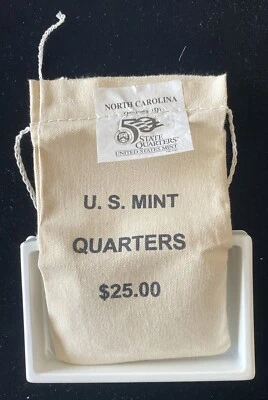 NORTH CAROLINA
50
STATE QUARTERS
UNITED STATES MINT
U. S. MINT
QUARTERS
$25.00